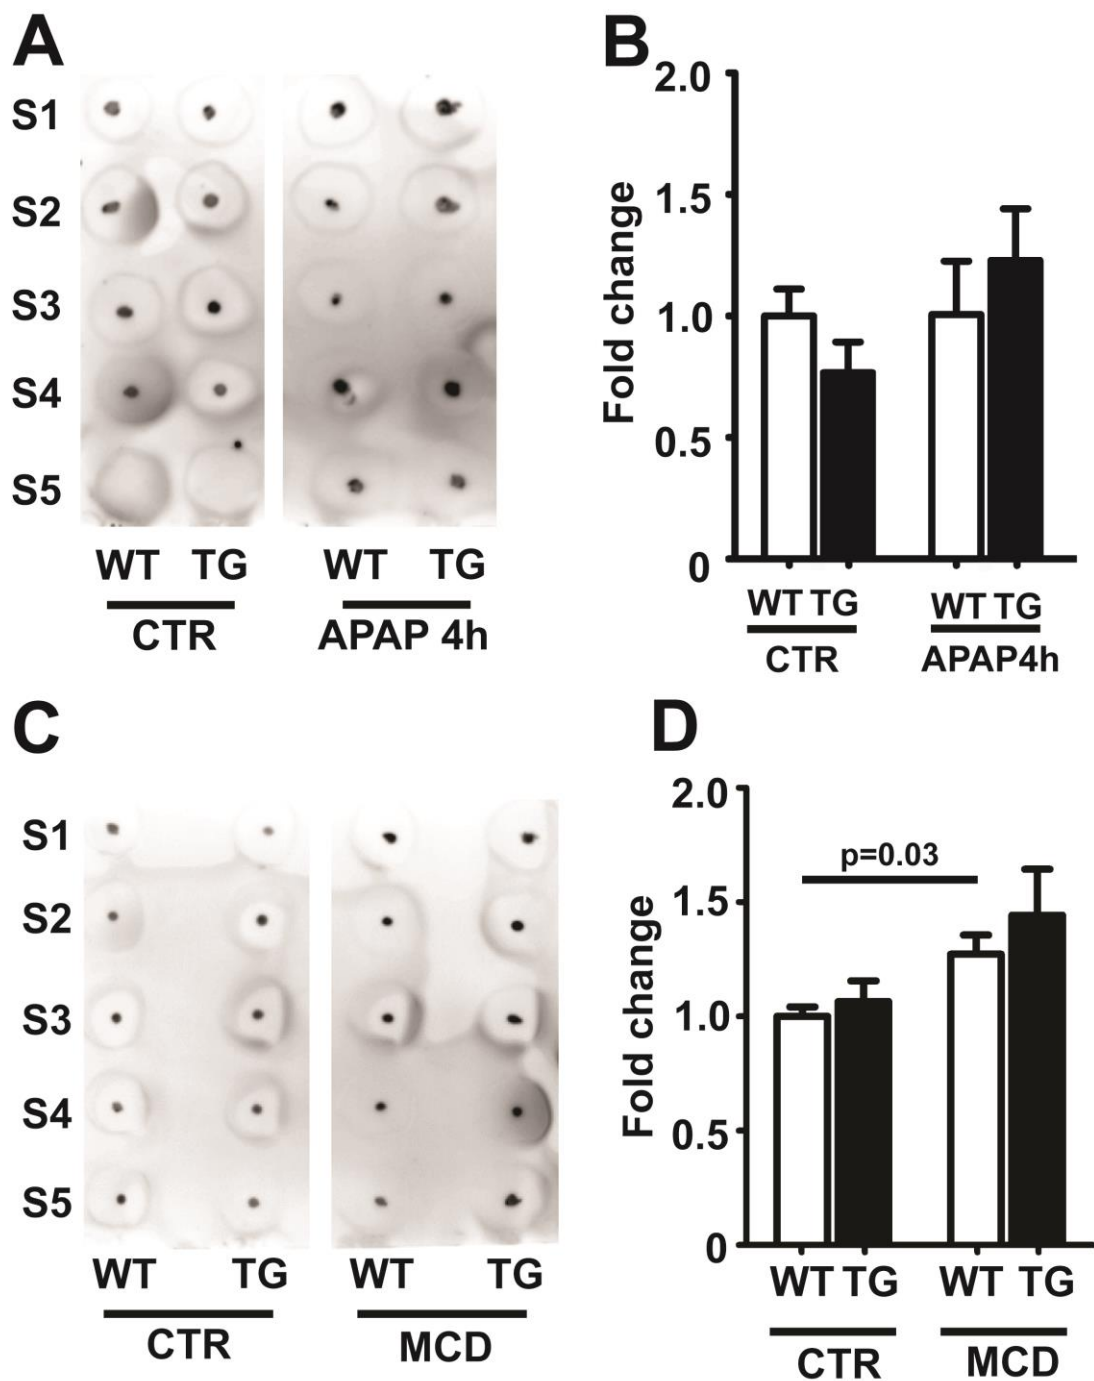 A
S1
S2
S3
S4
S5
WT TG WT TG
CTR APAP 4h
B
2.0
1.5
1.0
0.5
0
Fold change
WT TG WT TG
CTR APAP4h
C
S1
S2
S3
S4
S5
WT TG WT TG
CTR MCD
D
2.0
1.5
1.0
0.5
0
Fold change
p=0.03
WT TG WT TG
CTR MCD